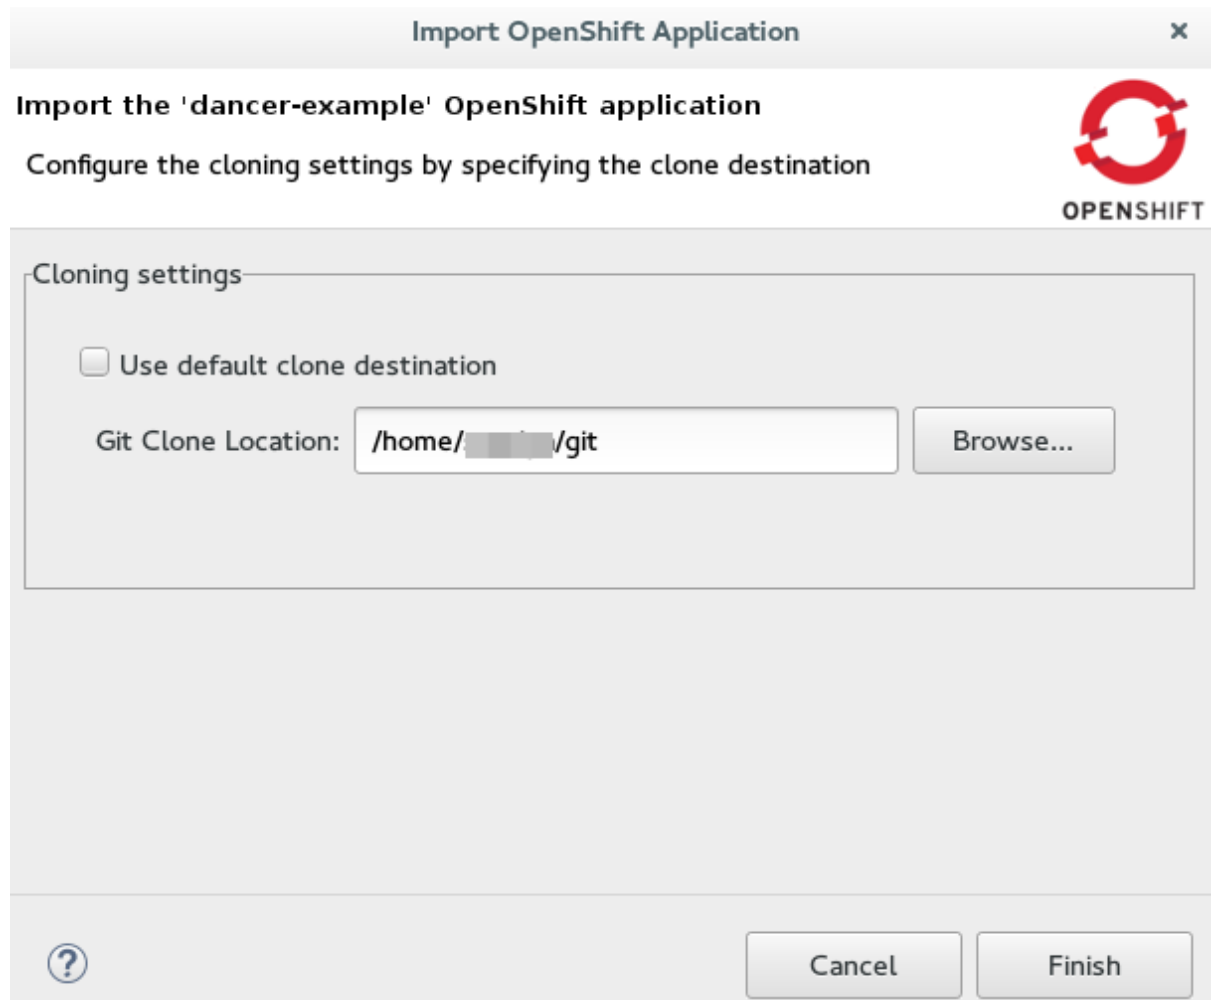 Import OpenShift Application ×
Import the 'dancer-example' OpenShift application
Configure the cloning settings by specifying the clone destination
OPENSHIFT
Cloning settings
Use default clone destination
Git Clone Location: /home/ /git Browse...
? Cancel Finish